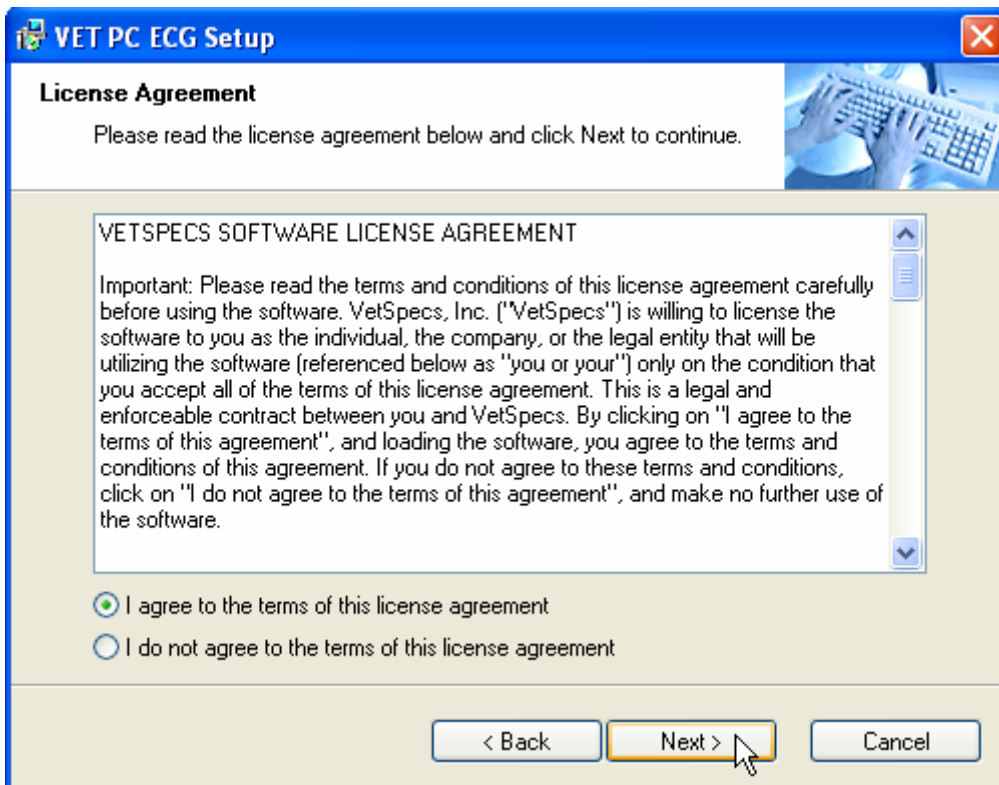 VET PC ECG Setup
License Agreement
Please read the license agreement below and click Next to continue.
VETSPECS SOFTWARE LICENSE AGREEMENT
Important: Please read the terms and conditions of this license agreement carefully
before using the software. VetSpecs, Inc. ("VetSpecs") is willing to license the
software to you as the individual, the company, or the legal entity that will be
utilizing the software (referenced below as "you or your") only on the condition that
you accept all of the terms of this license agreement. This is a legal and
enforceable contract between you and VetSpecs. By clicking on "I agree to the
terms of this agreement", and loading the software, you agree to the terms and
conditions of this agreement. If you do not agree to these terms and conditions,
click on "I do not agree to the terms of this agreement", and make no further use of
the software.
I agree to the terms of this license agreement
I do not agree to the terms of this license agreement
< Back Next > Cancel